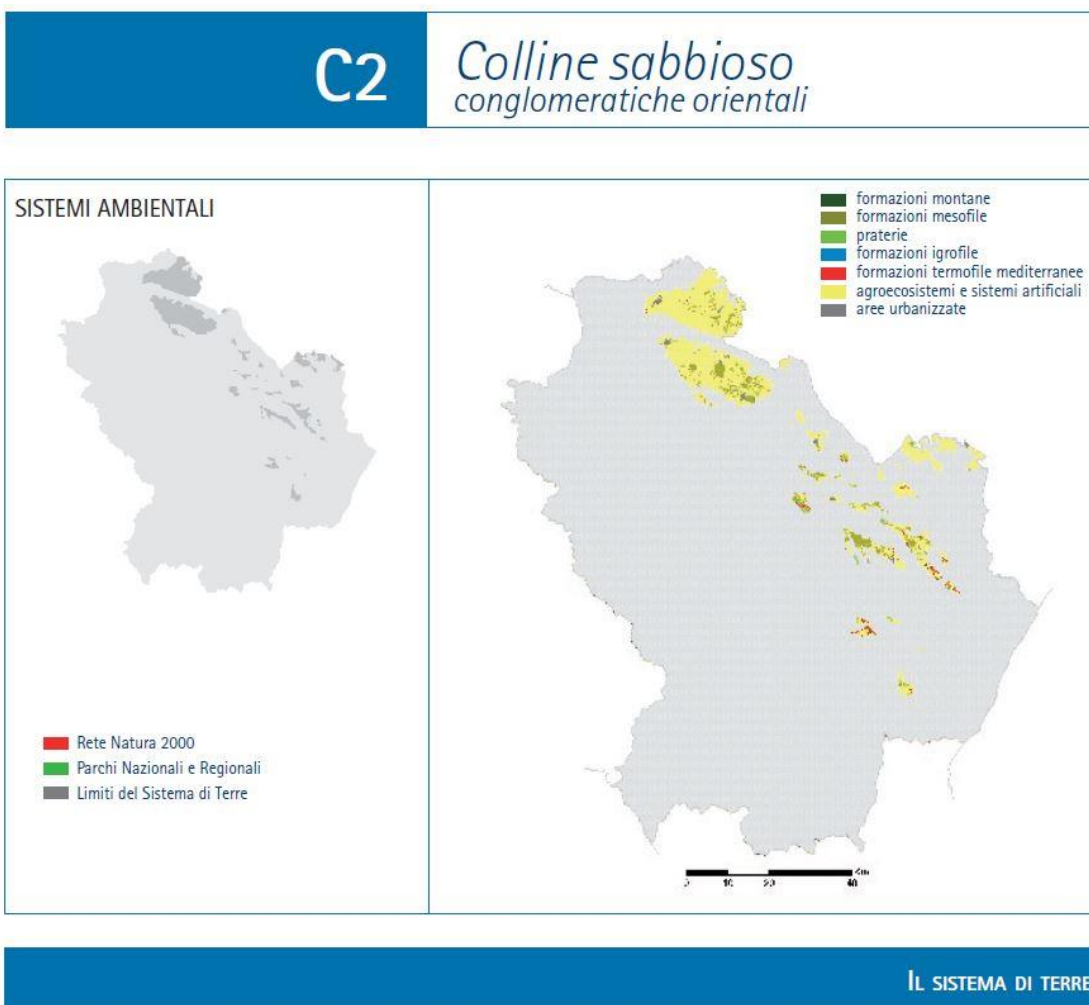 C2
Colline sabbioso
conglomeratiche orientali
SISTEMI AMBIENTALI
Rete Natura 2000
Parchi Nazionali e Regionali
Limiti del Sistema di Terre
formazioni montane
formazioni mesofile
praterie
formazioni igrofile
formazioni termofile mediterranee
agroecosistemi e sistemi artificiali
aree urbanizzate
Km
0 10 20 40
IL SISTEMA DI TERRE